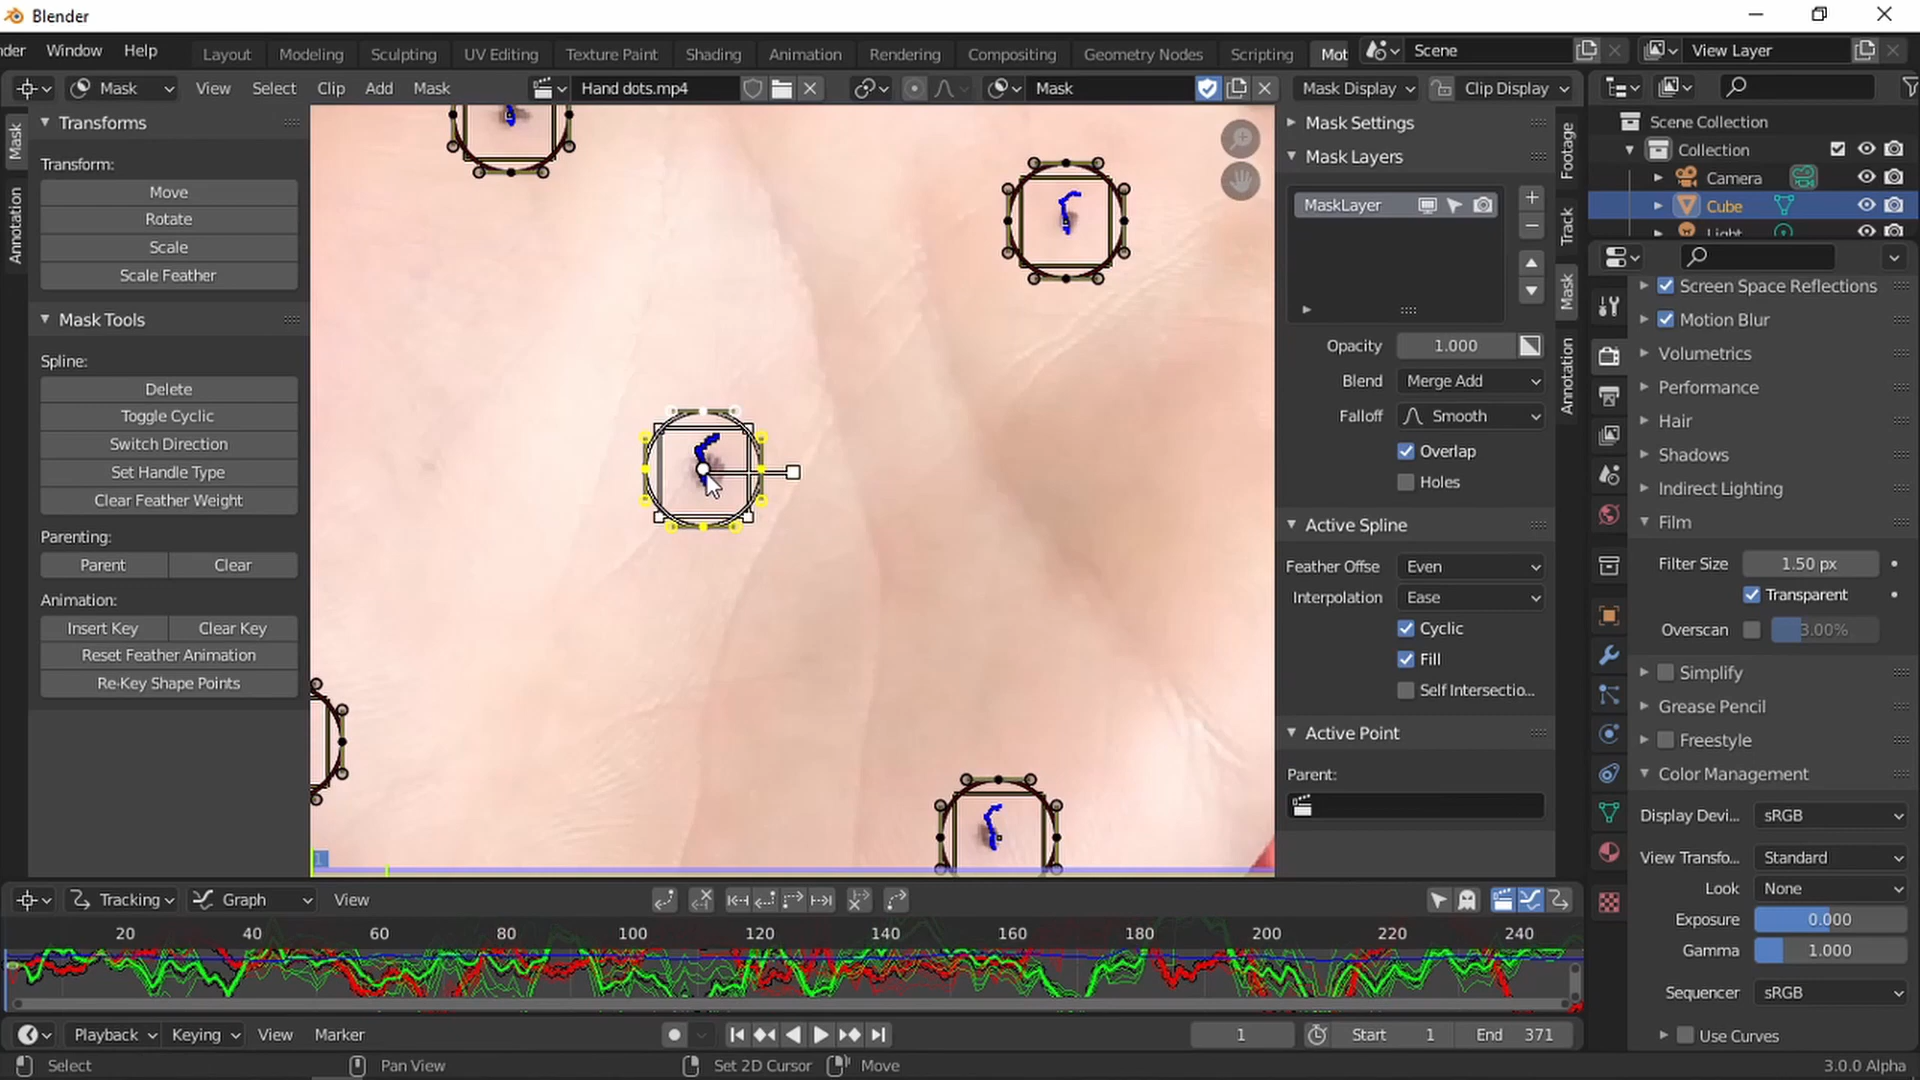 Blender
nder Window Help Layout Modeling Sculpting UV Editing Texture Paint Shading Animation Rendering Compositing Geometry Nodes Scripting Mot Scene View Layer
Mask View Select Clip Add Mask Hand dots.mp4 Mask Mask Display Clip Display
Mask
Annotation
Transforms
Transform:
Move
Rotate
Scale
Scale Feather
Mask Tools
Spline:
Delete
Toggle Cyclic
Switch Direction
Set Handle Type
Clear Feather Weight
Parenting:
Parent Clear
Animation:
Insert Key Clear Key
Reset Feather Animation
Re-Key Shape Points
1
Mask Settings
Mask Layers
MaskLayer
Opacity 1.000
Blend Merge Add
Falloff Smooth
Overlap
Holes
Active Spline
Feather Offse Even
Interpolation Ease
Cyclic
Fill
Self Intersectio...
Active Point
Parent:
Footage
Track
Mask
Annotation
Scene Collection
Collection
Camera
Cube
Light
Screen Space Reflections
Motion Blur
Volumetrics
Performance
Hair
Shadows
Indirect Lighting
Film
Filter Size 1.50 px
Transparent
Overscan 3.00%
Simplify
Grease Pencil
Freestyle
Color Management
Display Devi... sRGB
View Transfo... Standard
Look None
Exposure 0.000
Gamma 1.000
Sequencer sRGB
Use Curves
Tracking Graph View
20 40 60 80 100 120 140 160 180 200 220 240
Playback Keying View Marker 1 Start 1 End 371
Select Pan View Set 2D Cursor Move 3.0.0 Alpha